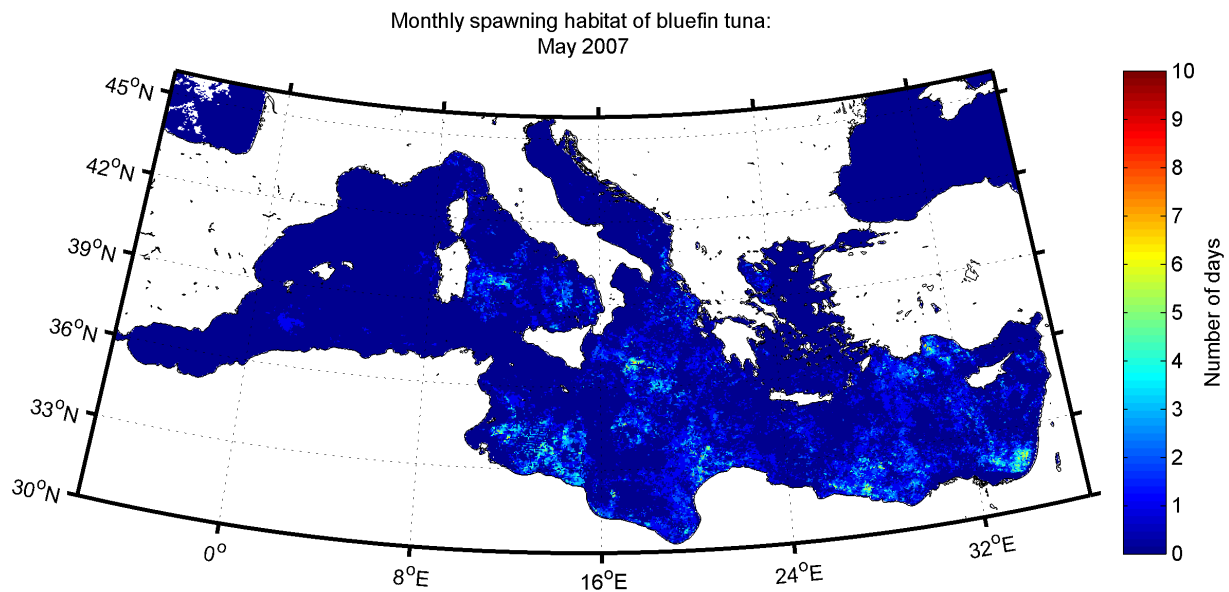 Monthly spawning habitat of bluefin tuna:
May 2007
45°N
42°N
39°N
36°N
33°N
30°N
0°
8°E
16°E
24°E
32°E
10
9
8
7
6
5
4
3
2
1
0
Number of days